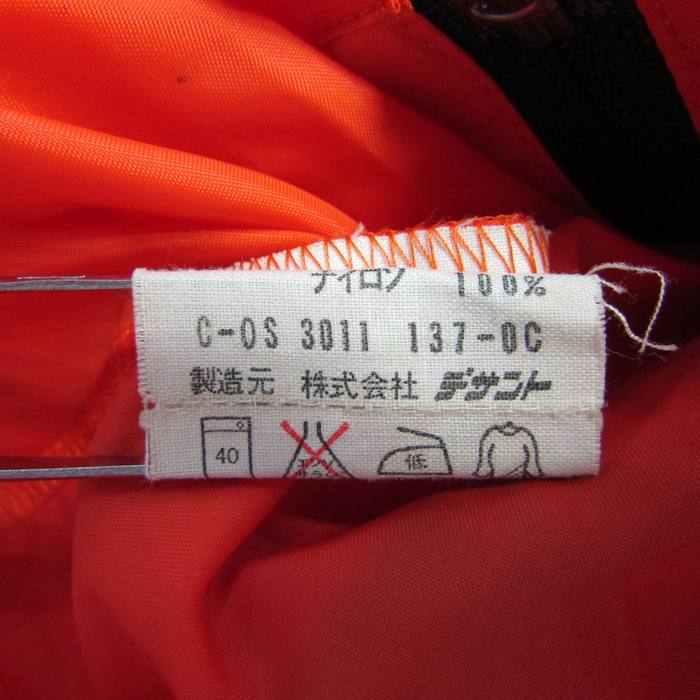 ナイロン 100%
C-OS 3011 137-0C
製造元 株式会社 デサント
40 低